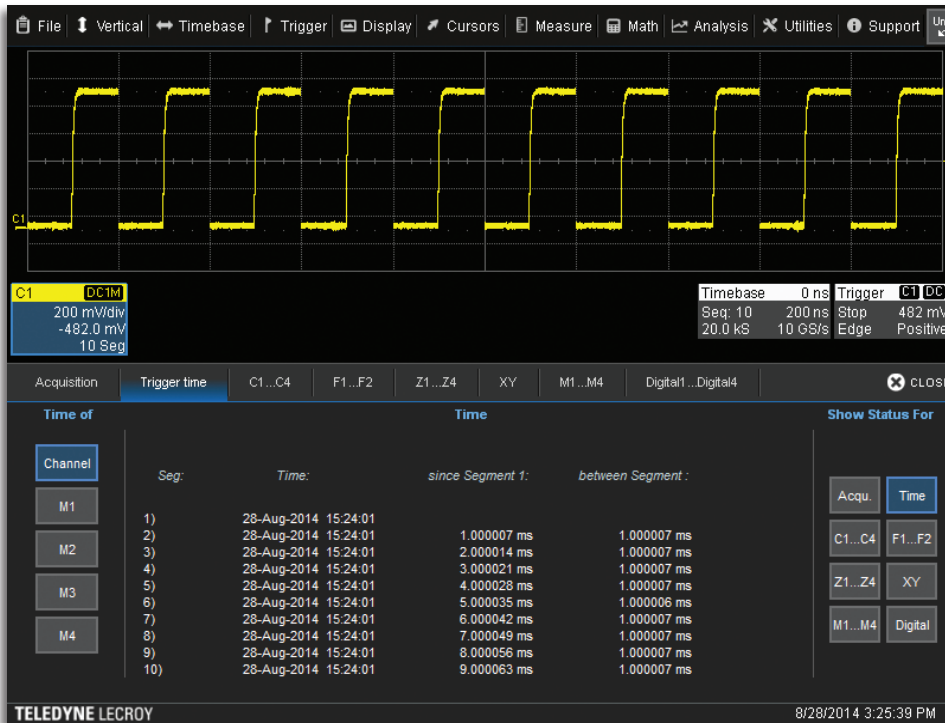 File Vertical Timebase Trigger Display Cursors Measure Math Analysis Utilities Support
C1
C1 DC1M
200 mV/div
-482.0 mV
10 Seg
Timebase 0 ns
Seq: 10 200 ns
20.0 kS 10 GS/s
Trigger C1 DC
Stop 482 mV
Edge Positive
Acquisition Trigger time C1...C4 F1...F2 Z1...Z4 XY M1...M4 Digital1...Digital4 CLOSE
Time of Time Show Status For
Channel
M1
M2
M3
M4
Seg: Time: since Segment 1: between Segment :
1) 28-Aug-2014 15:24:01
2) 28-Aug-2014 15:24:01 1.000007 ms 1.000007 ms
3) 28-Aug-2014 15:24:01 2.000014 ms 1.000007 ms
4) 28-Aug-2014 15:24:01 3.000021 ms 1.000007 ms
5) 28-Aug-2014 15:24:01 4.000028 ms 1.000007 ms
6) 28-Aug-2014 15:24:01 5.000035 ms 1.000006 ms
7) 28-Aug-2014 15:24:01 6.000042 ms 1.000007 ms
8) 28-Aug-2014 15:24:01 7.000049 ms 1.000007 ms
9) 28-Aug-2014 15:24:01 8.000056 ms 1.000007 ms
10) 28-Aug-2014 15:24:01 9.000063 ms 1.000007 ms
Acqu. Time
C1...C4 F1...F2
Z1...Z4 XY
M1...M4 Digital
TELEDYNE LECROY 8/28/2014 3:25:39 PM